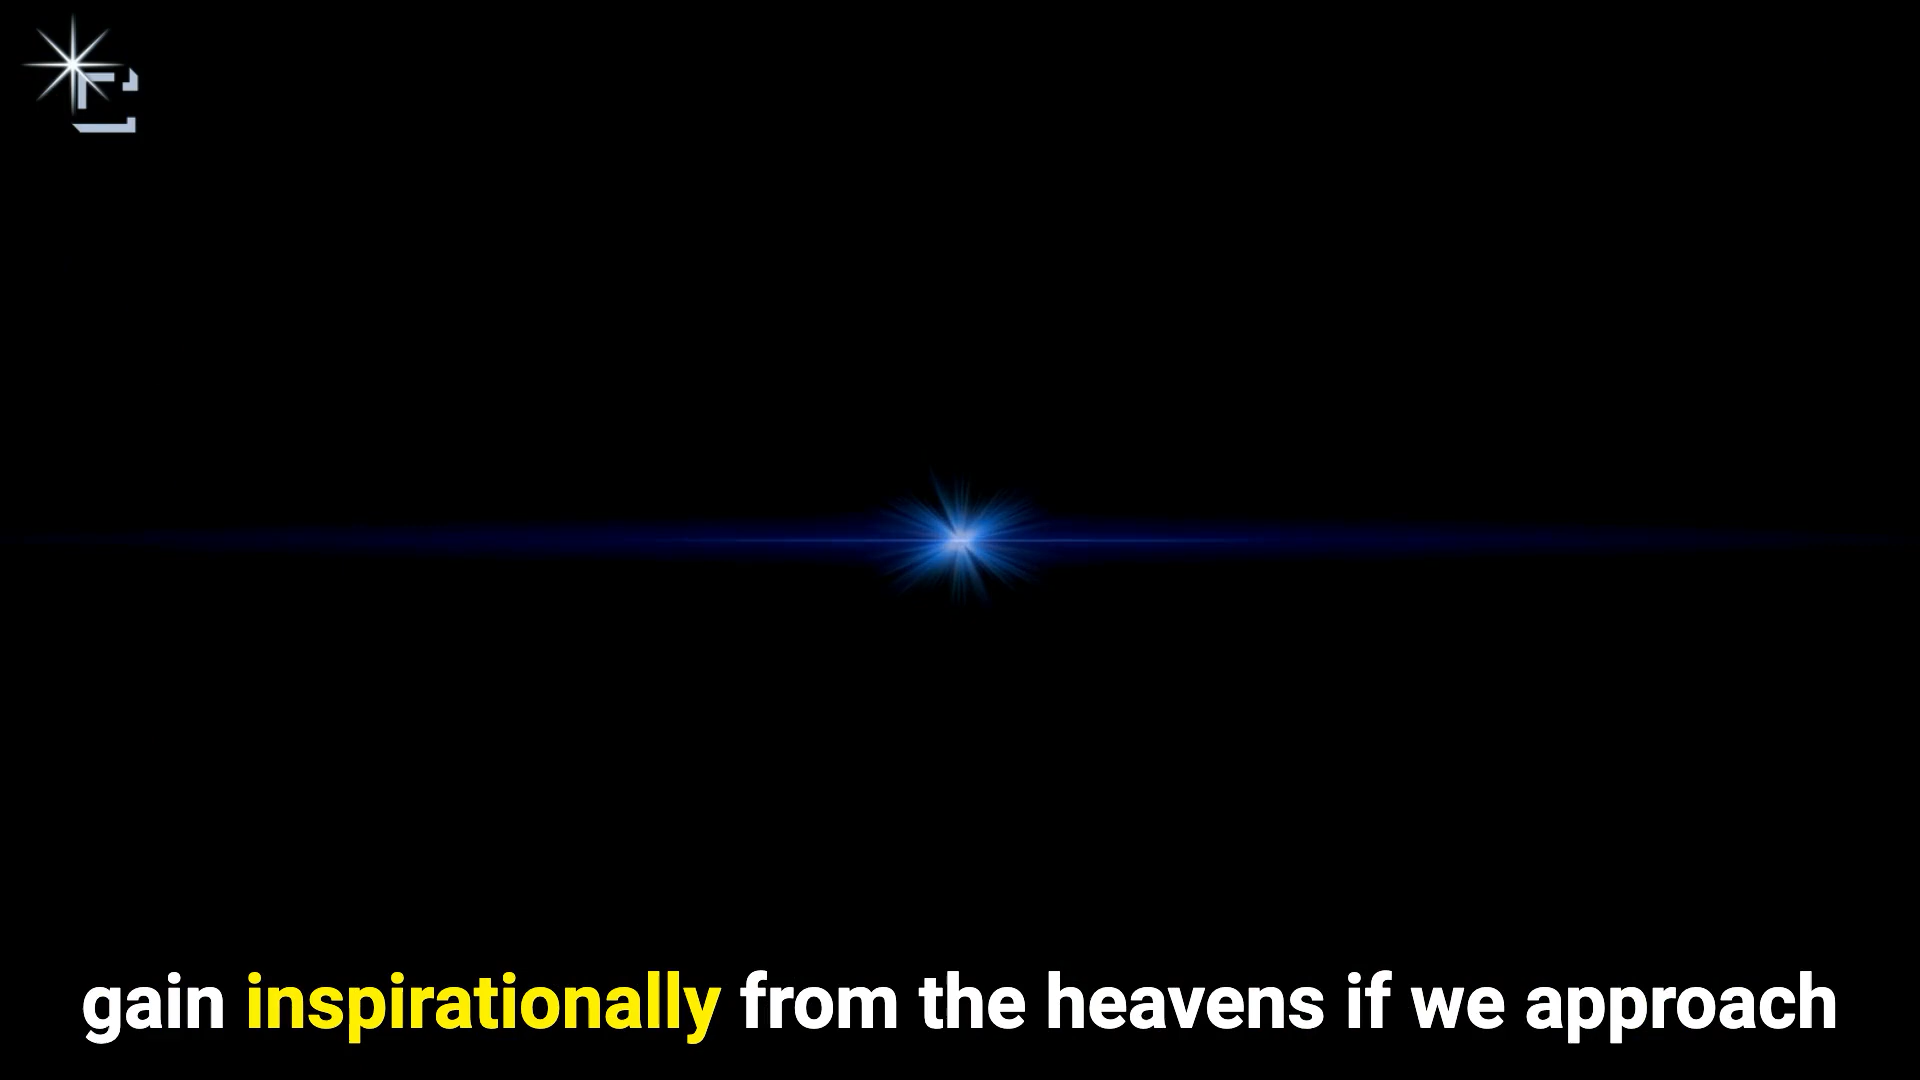 gain inspirationally from the heavens if we approach